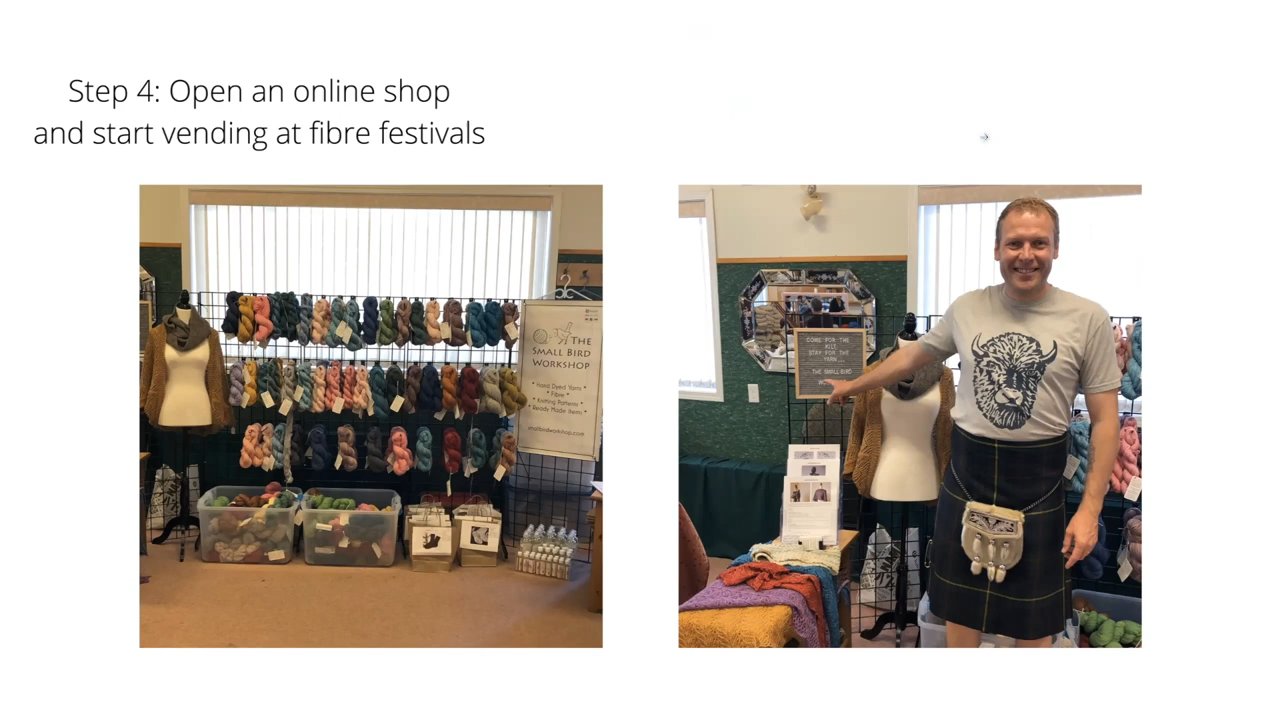 Step 4: Open an online shop
and start vending at fibre festivals
THE
SMALL BIRD
WORKSHOP
* Hand Dyed Yarns
* Fibre *
* Knitting Patterns *
* Ready Made Items *
smallbirdworkshop.com
COME FOR THE
KILT,
STAY FOR THE
YARN...
THE SMALL BIRD